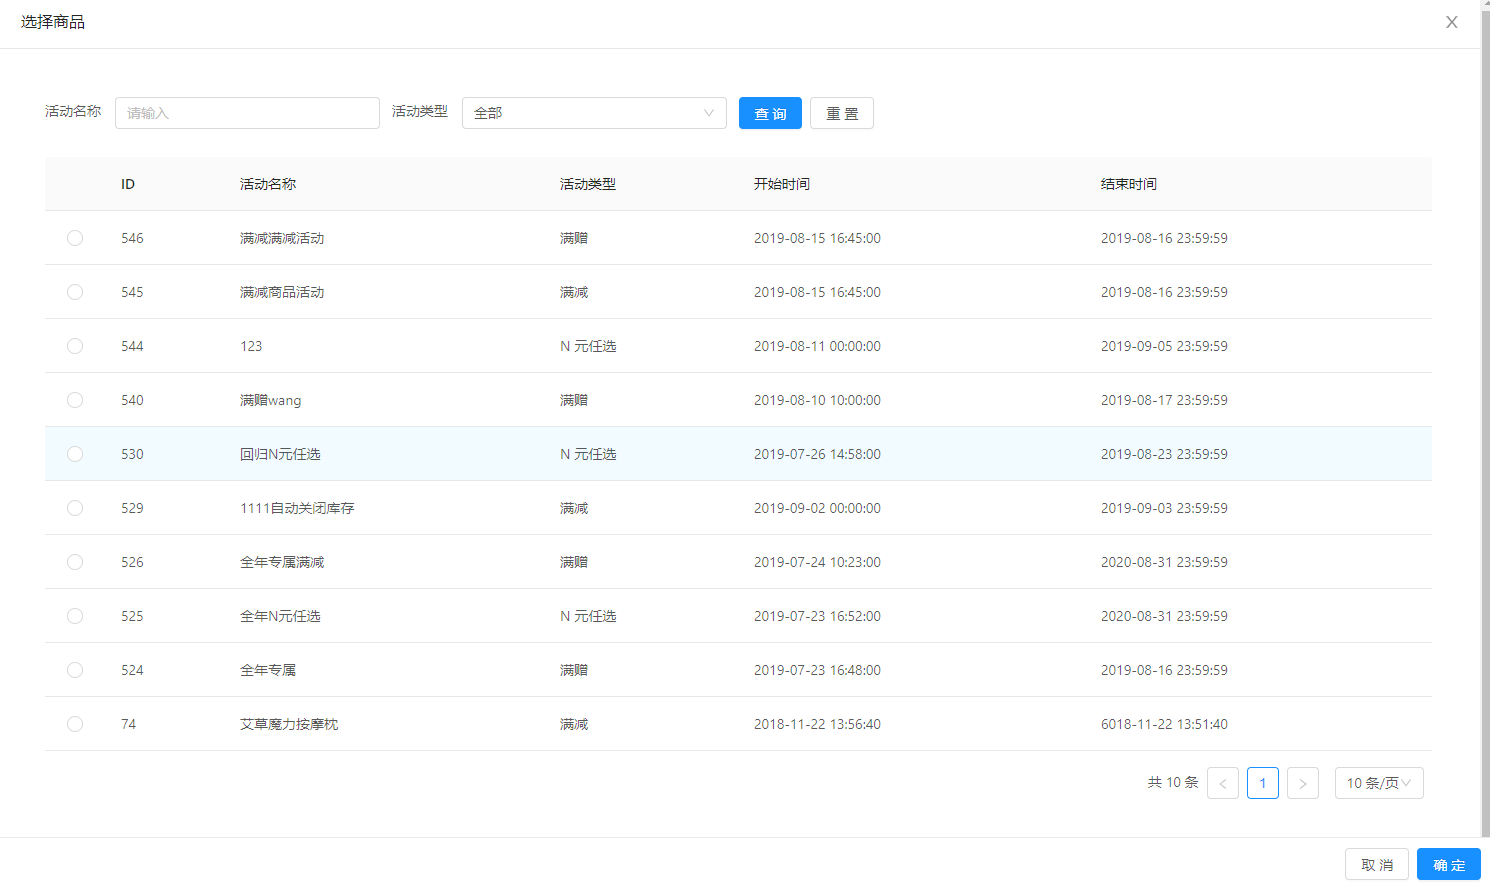 选择商品
活动名称 请输入 活动类型 全部 查 询 重 置
ID 活动名称 活动类型 开始时间 结束时间
546 满减满减活动 满赠 2019-08-15 16:45:00 2019-08-16 23:59:59
545 满减商品活动 满减 2019-08-15 16:45:00 2019-08-16 23:59:59
544 123 N 元任选 2019-08-11 00:00:00 2019-09-05 23:59:59
540 满赠wang 满赠 2019-08-10 10:00:00 2019-08-17 23:59:59
530 回归N元任选 N 元任选 2019-07-26 14:58:00 2019-08-23 23:59:59
529 1111自动关闭库存 满减 2019-09-02 00:00:00 2019-09-03 23:59:59
526 全年专属满减 满赠 2019-07-24 10:23:00 2020-08-31 23:59:59
525 全年N元任选 N 元任选 2019-07-23 16:52:00 2020-08-31 23:59:59
524 全年专属 满赠 2019-07-23 16:48:00 2019-08-16 23:59:59
74 艾草魔力按摩枕 满减 2018-11-22 13:56:40 6018-11-22 13:51:40
共 10 条 < 1 > 10 条/页
取 消 确 定